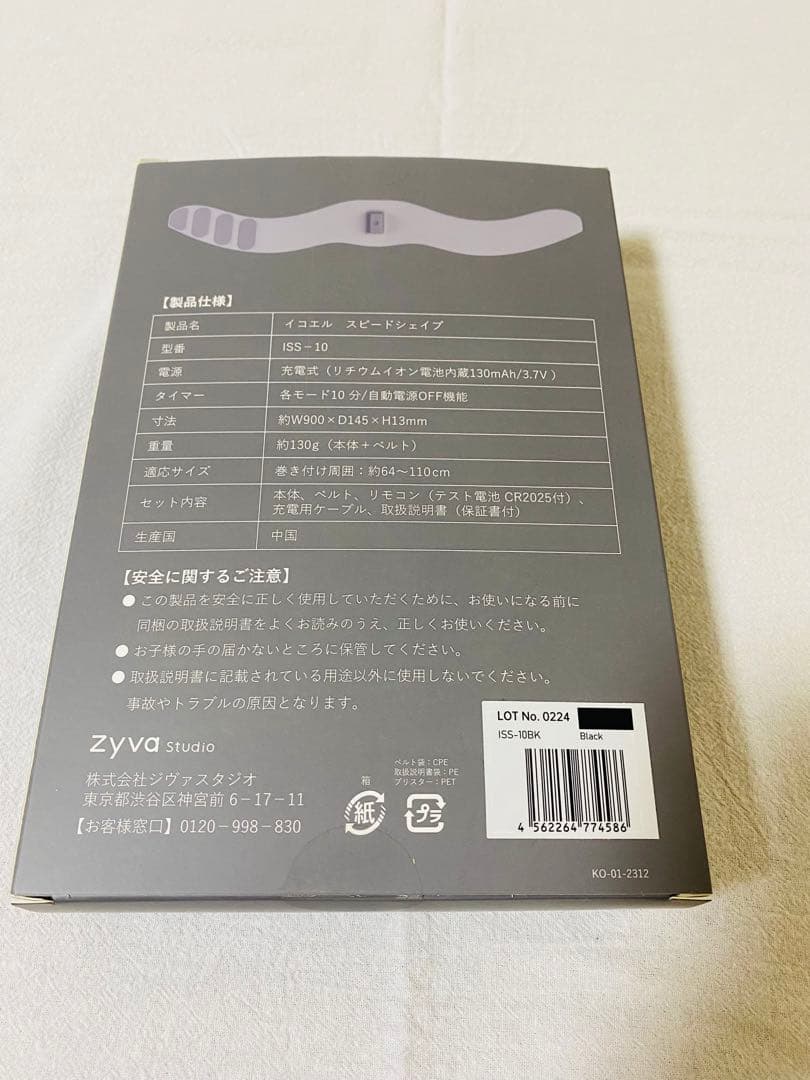 【製品仕様】
製品名 イコエル スピードシェイプ
型番 ISS-10
電源 充電式（リチウムイオン電池内蔵130mAh/3.7V）
タイマー 各モード10分/自動電源OFF機能
寸法 約W900×D145×H13mm
重量 約130g（本体＋ベルト）
適応サイズ 巻き付け周囲：約64〜110cm
セット内容 本体、ベルト、リモコン（テスト電池 CR2025付）、
充電用ケーブル、取扱説明書（保証書付）
生産国 中国
【安全に関するご注意】
● この製品を安全に正しく使用していただくために、お使いになる前に
同梱の取扱説明書をよくお読みのうえ、正しくお使いください。
● お子様の手の届かないところに保管してください。
● 取扱説明書に記載されている用途以外に使用しないでください。
事故やトラブルの原因となります。
zyva Studio
株式会社ジヴァスタジオ
東京都渋谷区神宮前 6-17-11
【お客様窓口】0120-998-830
箱
紙
ベルト袋：CPE
取扱説明書袋：PE
ブリスター：PET
プラ
LOT No. 0224
ISS-10BK Black
4 562264 774586
KO-01-2312